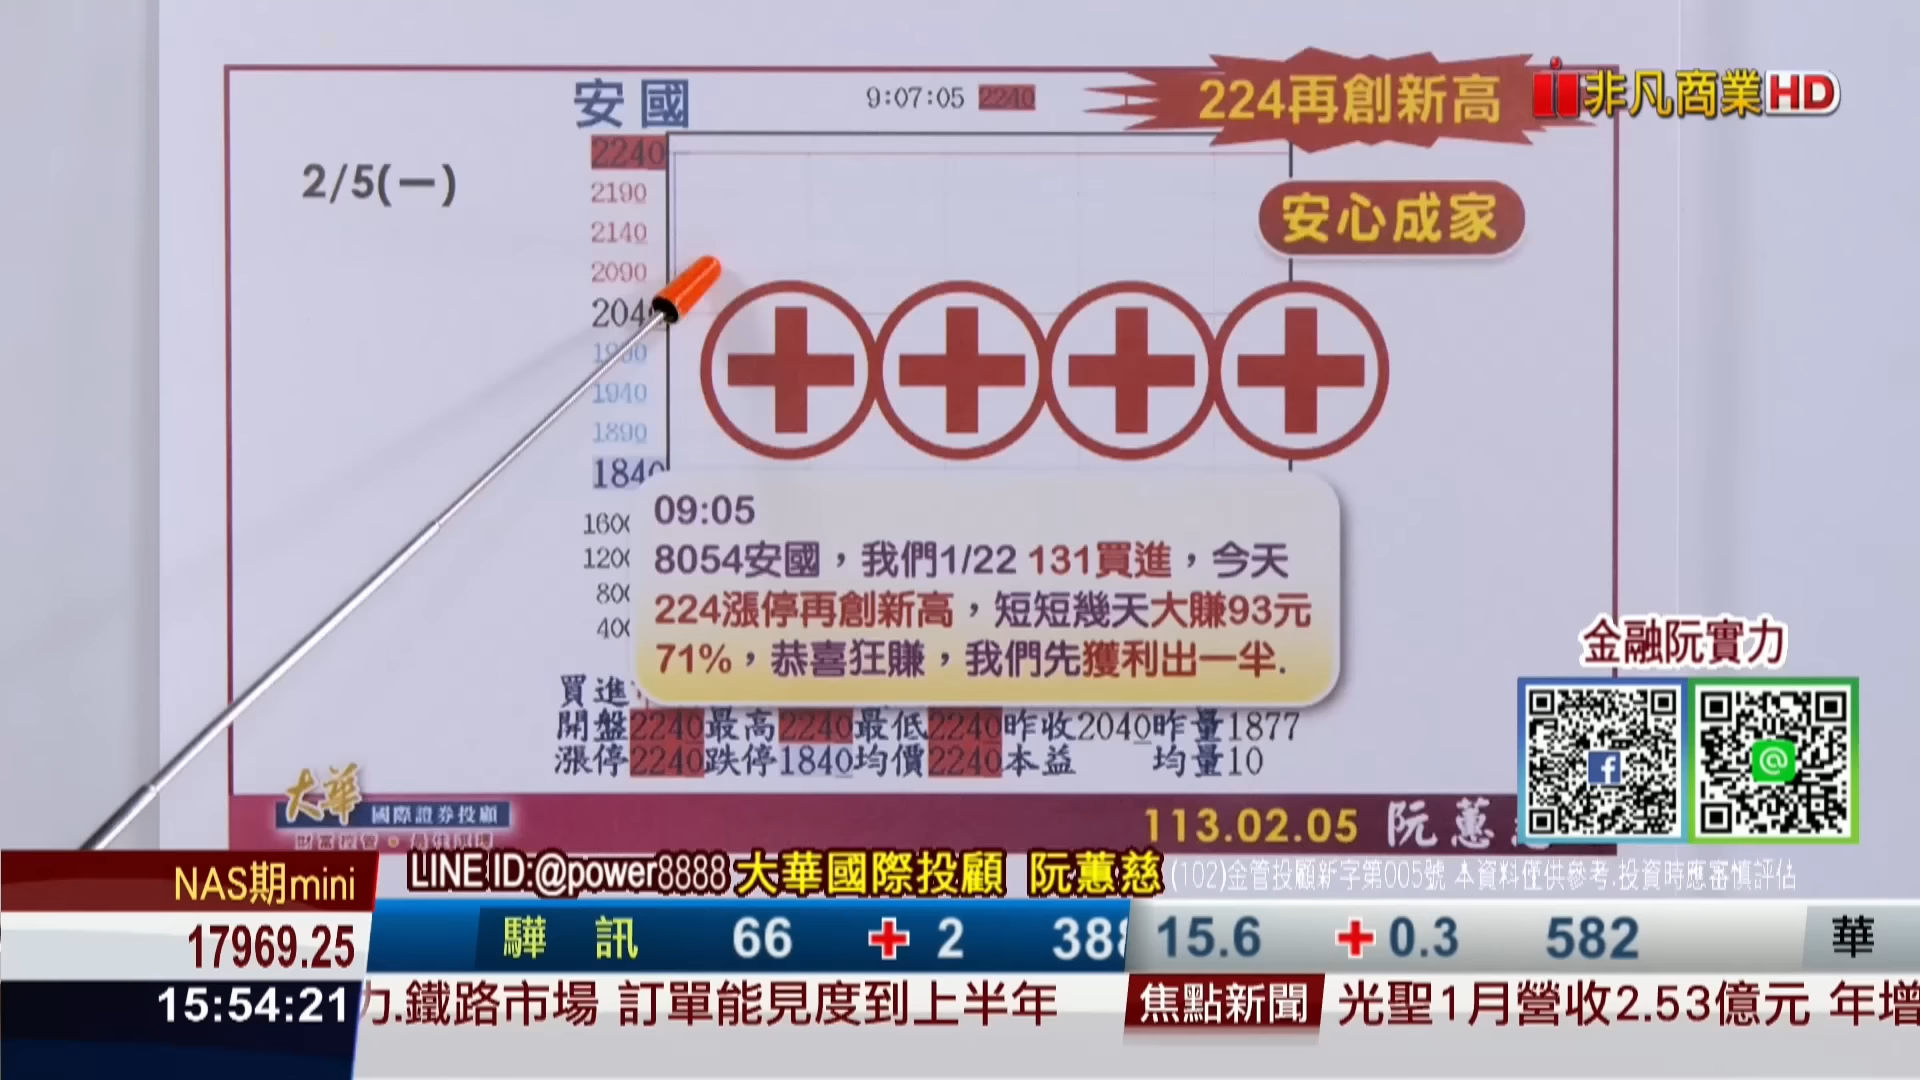 安國
9:07:05 2240
224再創新高
非凡商業HD
2/5(一)
安心成家
2240
2190
2140
2090
204
1940
1890
1840
09:05
8054安國，我們1/22 131買進，今天
224漲停再創新高，短短幾天大賺93元
71%，恭喜狂賺，我們先獲利出一半.
買進
開盤2240最高2240最低2240昨收2040昨量1877
漲停2240跌停1840均價2240本益 均量10
金融阮實力
大華
國際證券投顧
113.02.05 阮蕙
LINE ID:@power8888 大華國際投顧 阮蕙慈 (102)金管投顧新字第005號 本資料僅供參考.投資時應審慎評估
NAS期mini
17969.25
15:54:21
驊訊 66 + 2 388
15.6 + 0.3 582 華
力.鐵路市場 訂單能見度到上半年
焦點新聞 光聖1月營收2.53億元 年增